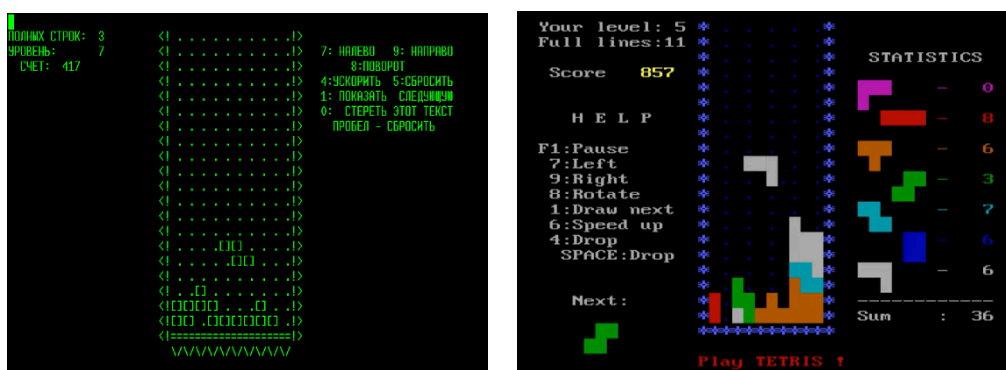 ПОЛНЫХ СТРОК: 3
УРОВЕНЬ: 7
СЧЕТ: 417
7: НАЛЕВО 9: НАПРАВО
8:ПОВОРОТ
4:УСКОРИТЬ 5:СБРОСИТЬ
1: ПОКАЗАТЬ СЛЕДУЮЩУЮ
0: СТЕРЕТЬ ЭТОТ ТЕКСТ
ПРОБЕЛ - СБРОСИТЬ
Your level: 5
Full lines:11
Score 857
H E L P
F1:Pause
7:Left
9:Right
8:Rotate
1:Draw next
6:Speed up
4:Drop
SPACE:Drop
Next:
Play TETRIS !
STATISTICS
- 0
- 8
- 6
- 3
- 7
- 6
- 6
Sum : 36